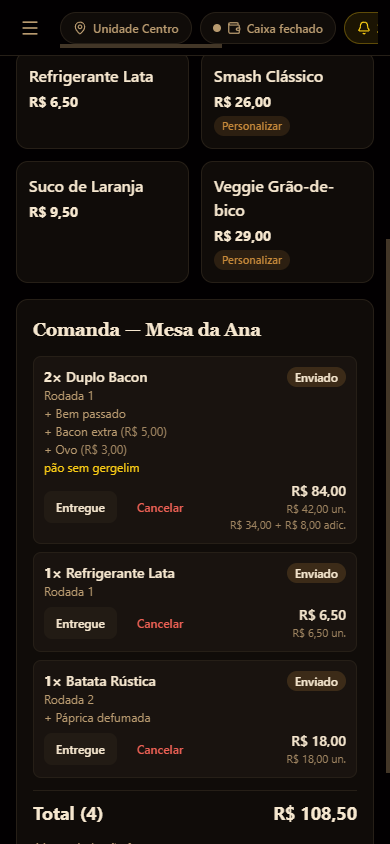 Unidade Centro
Caixa fechado
Refrigerante Lata
R$ 6,50
Smash Clássico
R$ 26,00
Personalizar
Suco de Laranja
R$ 9,50
Veggie Grão-de-
bico
R$ 29,00
Personalizar
Comanda — Mesa da Ana
2× Duplo Bacon
Enviado
Rodada 1
+ Bem passado
+ Bacon extra (R$ 5,00)
+ Ovo (R$ 3,00)
pão sem gergelim
Entregue
Cancelar
R$ 84,00
R$ 42,00 un.
R$ 34,00 + R$ 8,00 adic.
1× Refrigerante Lata
Enviado
Rodada 1
Entregue
Cancelar
R$ 6,50
R$ 6,50 un.
1× Batata Rústica
Enviado
Rodada 2
+ Páprica defumada
Entregue
Cancelar
R$ 18,00
R$ 18,00 un.
Total (4)
R$ 108,50